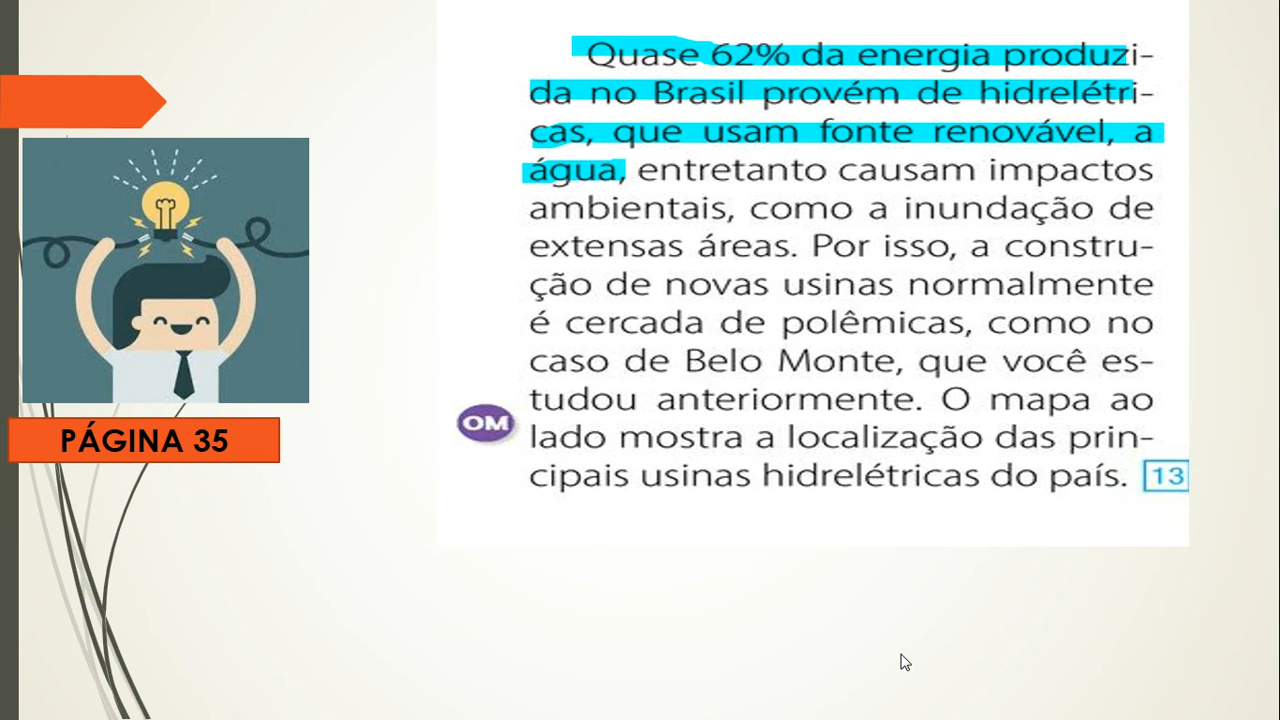 Quase 62% da energia produzi-
da no Brasil provém de hidrelétri-
cas, que usam fonte renovável, a
água, entretanto causam impactos
ambientais, como a inundação de
extensas áreas. Por isso, a constru-
ção de novas usinas normalmente
é cercada de polêmicas, como no
caso de Belo Monte, que você es-
tudou anteriormente. O mapa ao
lado mostra a localização das prin-
cipais usinas hidrelétricas do país. 13
OM
PÁGINA 35